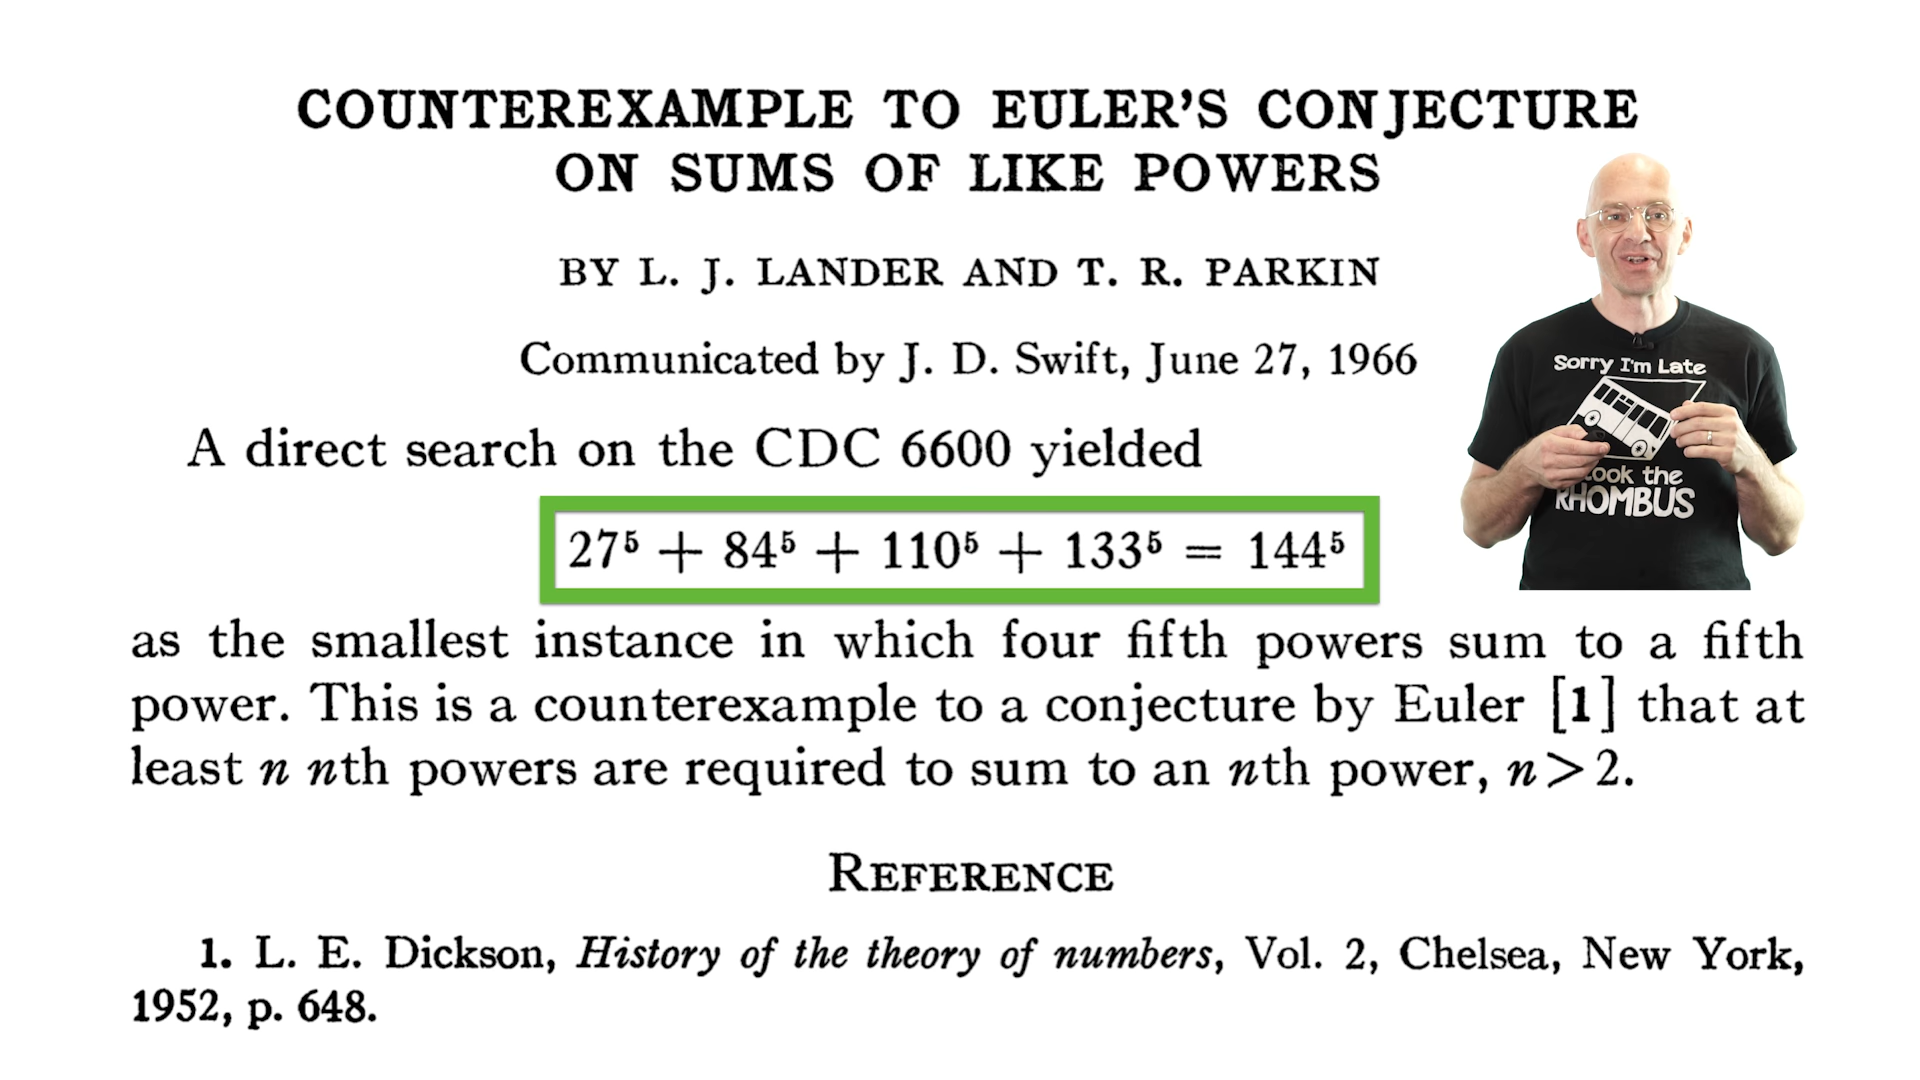 COUNTEREXAMPLE TO EULER'S CONJECTURE
ON SUMS OF LIKE POWERS
BY L. J. LANDER AND T. R. PARKIN
Communicated by J. D. Swift, June 27, 1966
A direct search on the CDC 6600 yielded
27⁵ + 84⁵ + 110⁵ + 133⁵ = 144⁵
as the smallest instance in which four fifth powers sum to a fifth
power. This is a counterexample to a conjecture by Euler [1] that at
least n nth powers are required to sum to an nth power, n > 2.
REFERENCE
1. L. E. Dickson, History of the theory of numbers, Vol. 2, Chelsea, New York,
1952, p. 648.
Sorry I'm Late
ook the
RHOMBUS